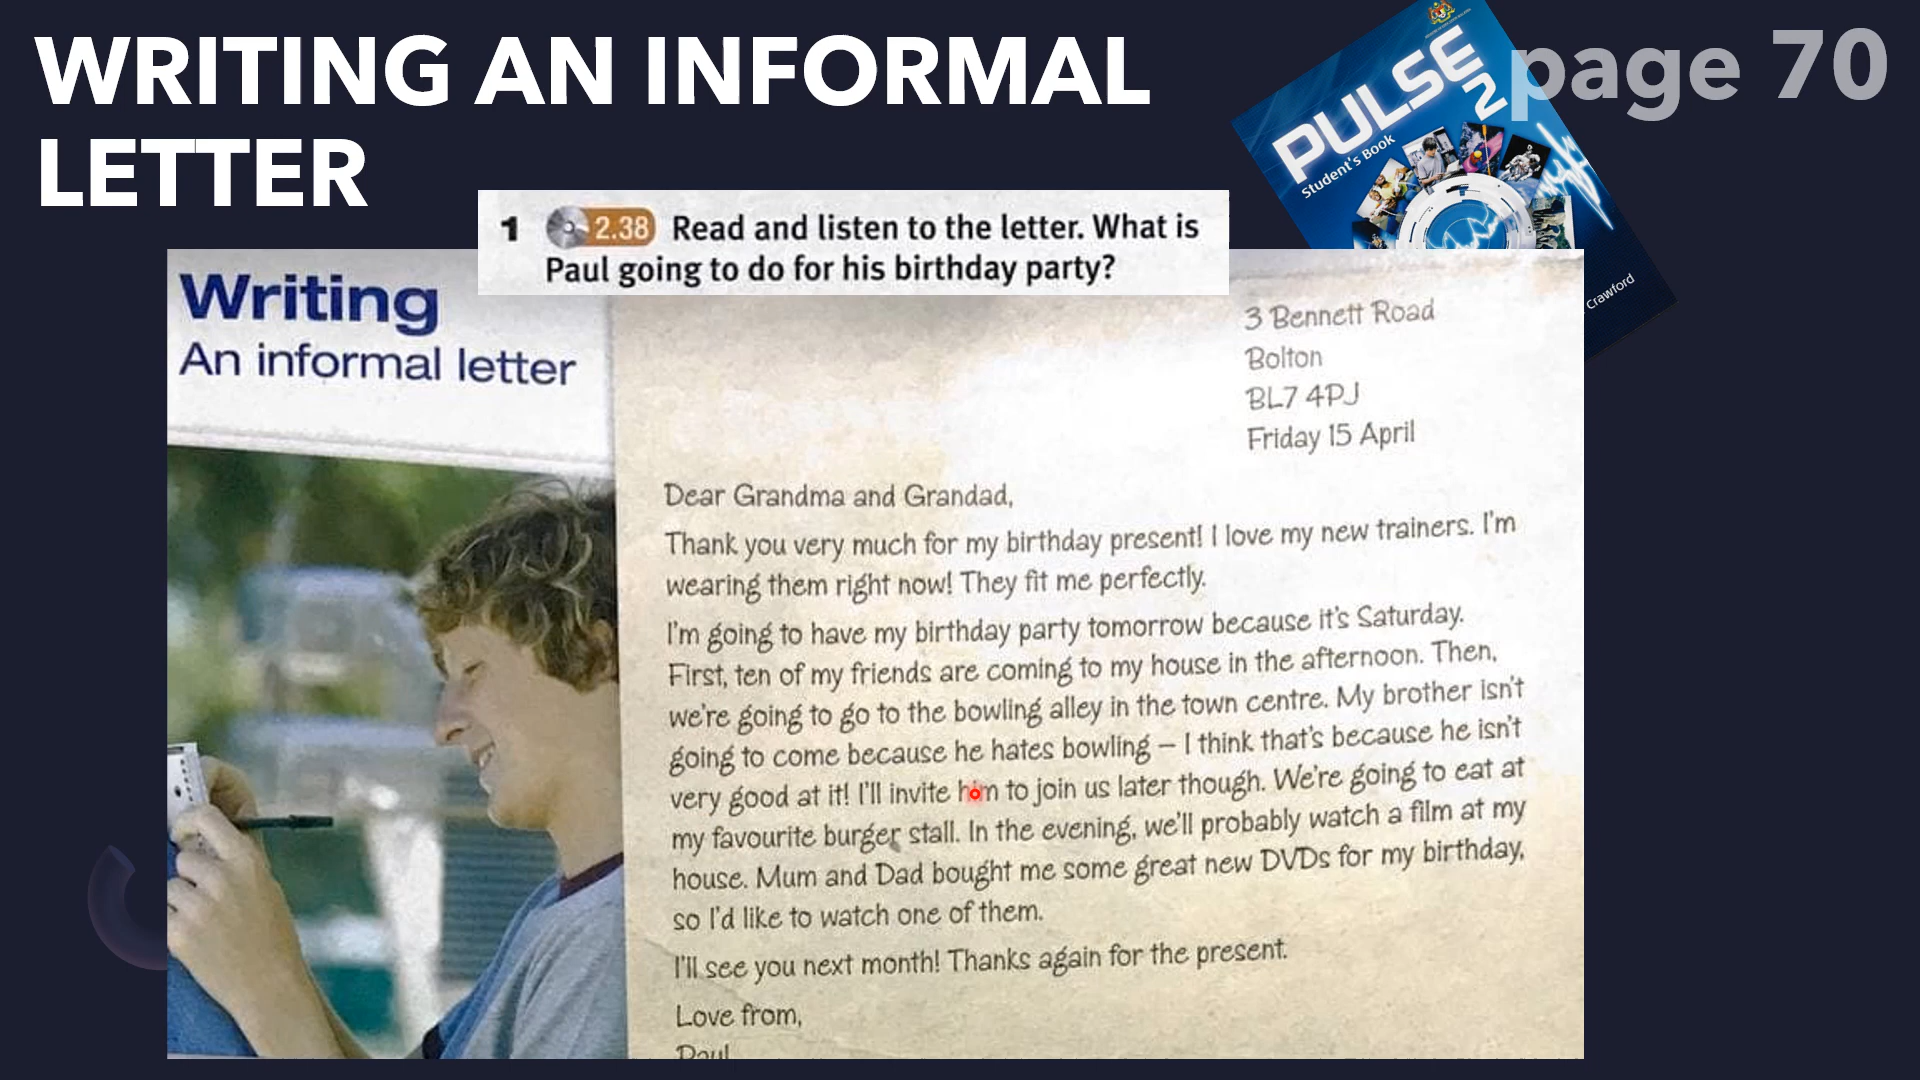 WRITING AN INFORMAL
LETTER
page 70
PULSE
2
Student's Book
Crawford
1 2.38 Read and listen to the letter. What is
Paul going to do for his birthday party?
Writing
An informal letter
3 Bennett Road
Bolton
BL7 4PJ
Friday 15 April
Dear Grandma and Grandad,
Thank you very much for my birthday present! I love my new trainers. I'm
wearing them right now! They fit me perfectly.
I'm going to have my birthday party tomorrow because it's Saturday.
First, ten of my friends are coming to my house in the afternoon. Then,
we're going to go to the bowling alley in the town centre. My brother isn't
going to come because he hates bowling – I think that's because he isn't
very good at it! I'll invite him to join us later though. We're going to eat at
my favourite burger stall. In the evening, we'll probably watch a film at my
house. Mum and Dad bought me some great new DVDs for my birthday,
so I'd like to watch one of them.
I'll see you next month! Thanks again for the present.
Love from,
Paul